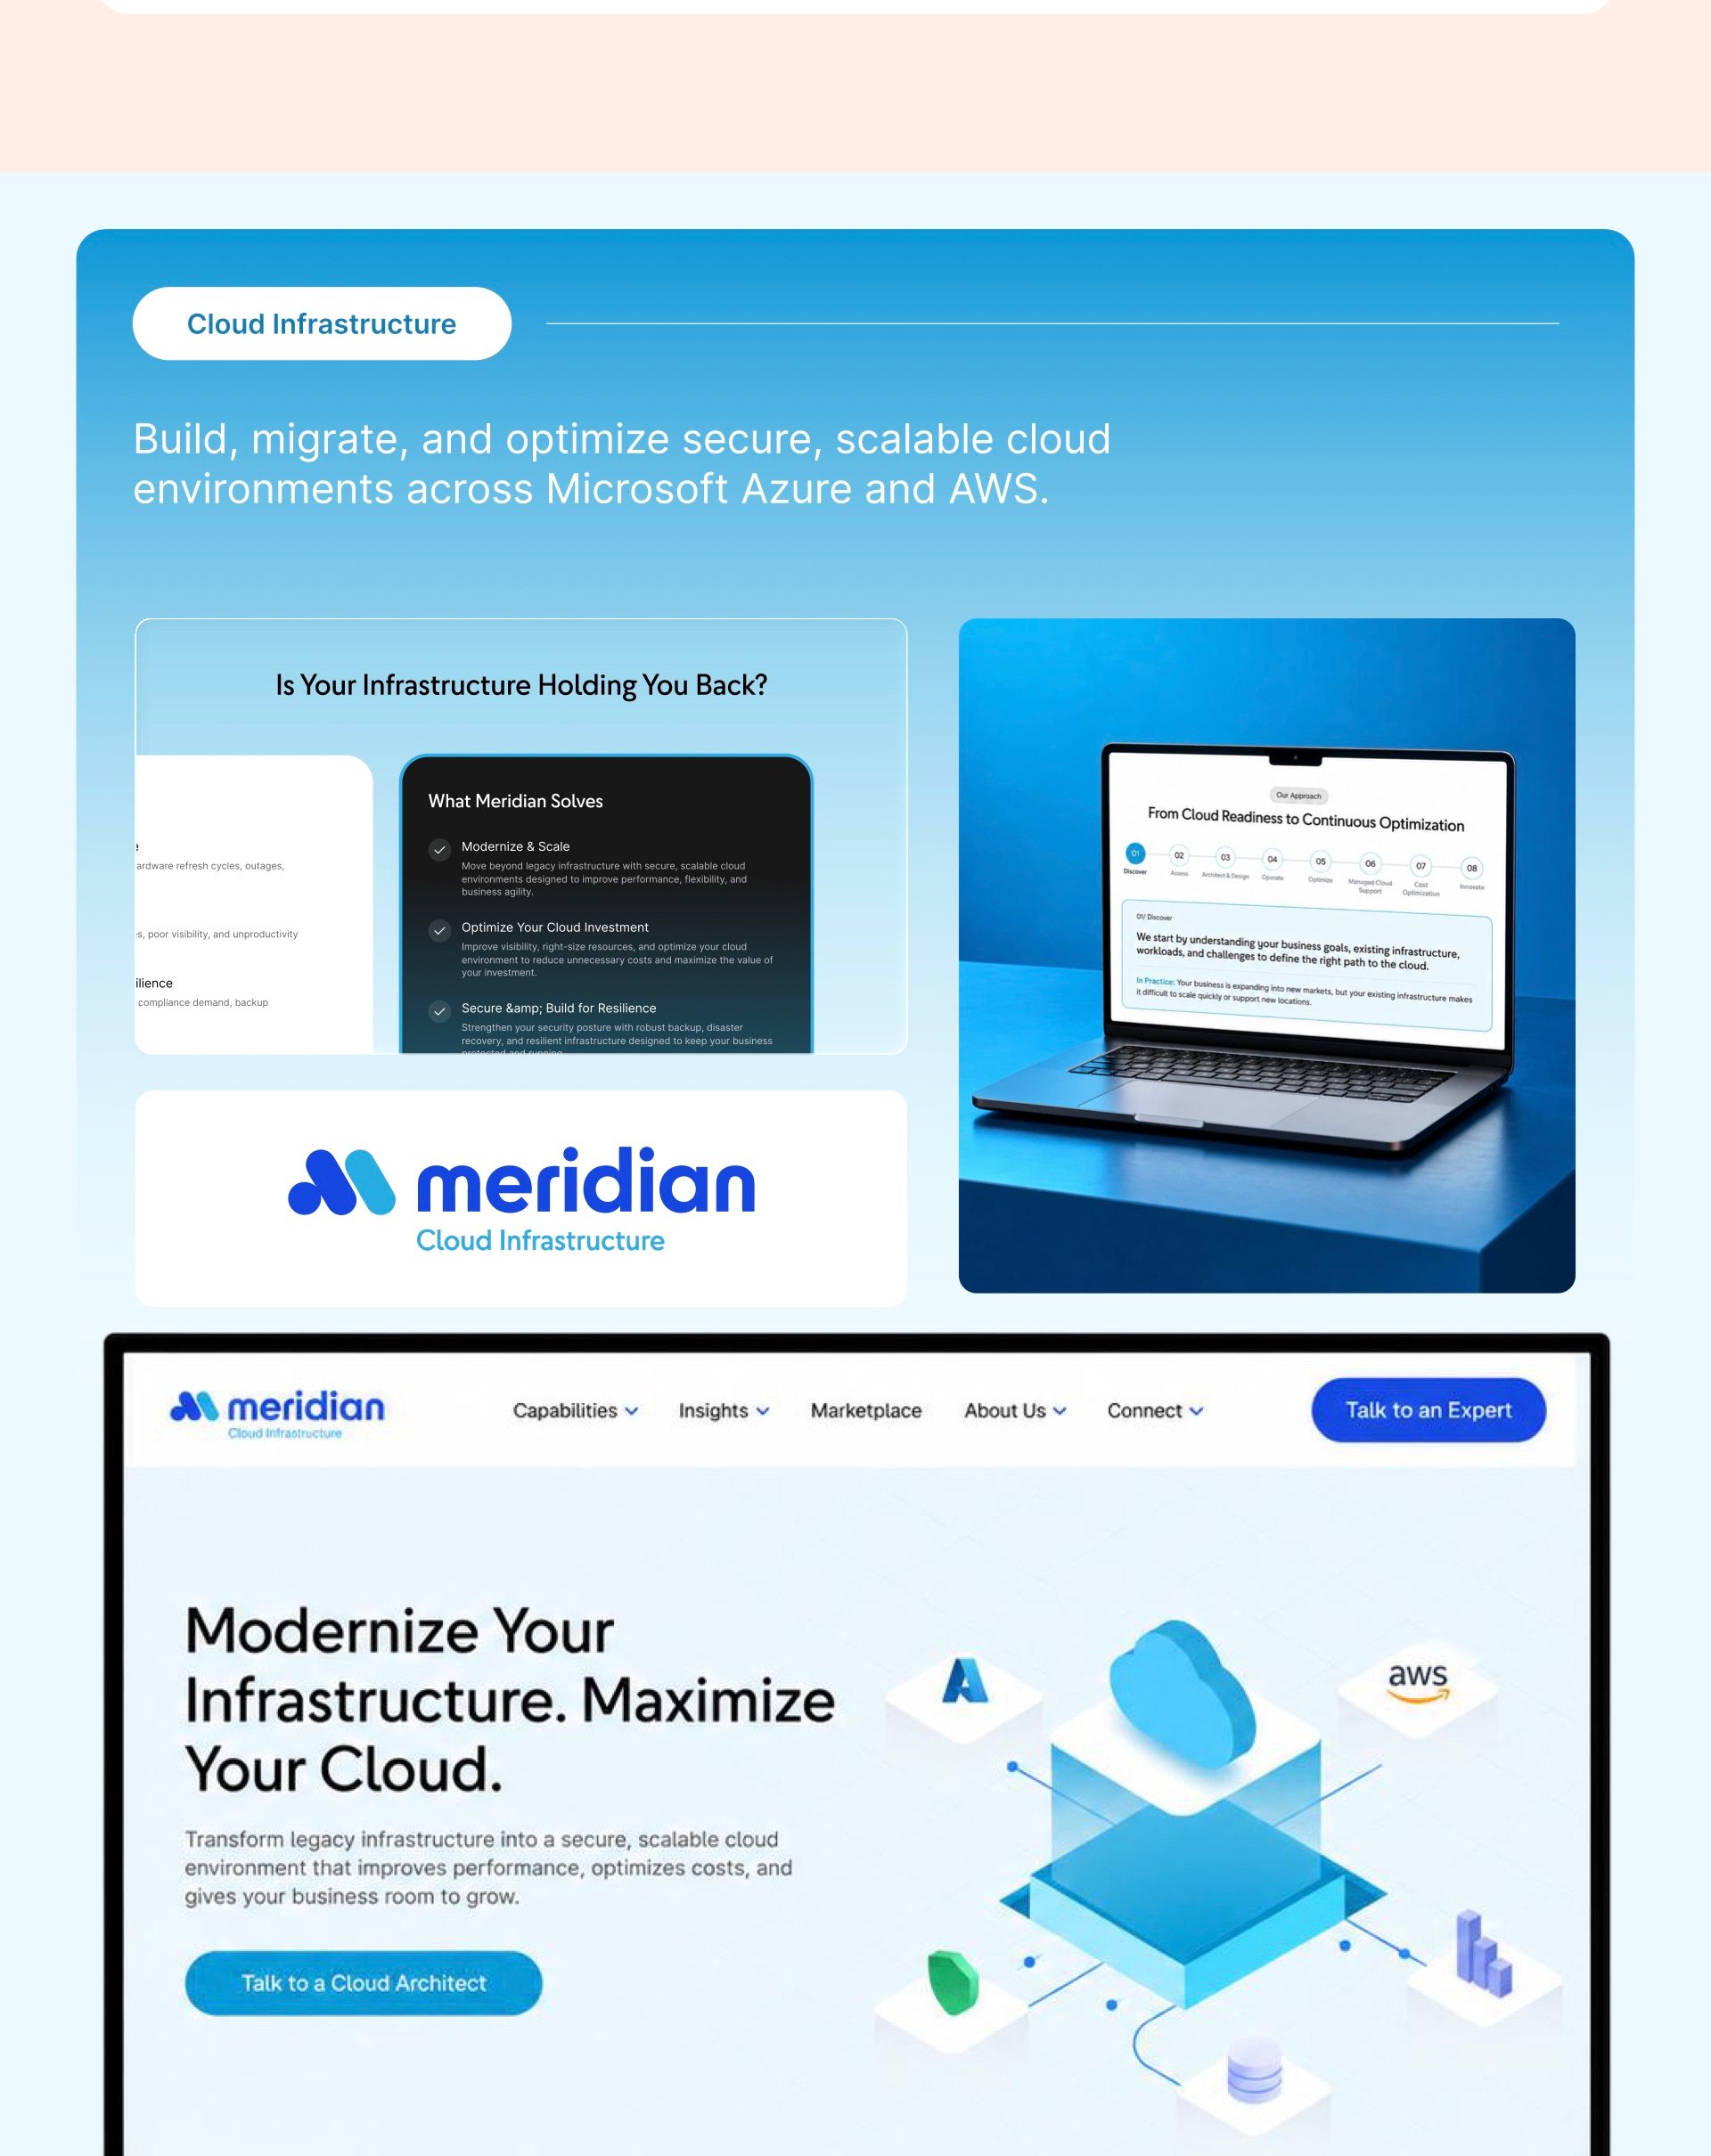 Cloud Infrastructure
Build, migrate, and optimize secure, scalable cloud
environments across Microsoft Azure and AWS.
Is Your Infrastructure Holding You Back?
ardware refresh cycles, outages,
s, poor visibility, and unproductivity
ilience
compliance demand, backup
What Meridian Solves
Modernize & Scale
Move beyond legacy infrastructure with secure, scalable cloud
environments designed to improve performance, flexibility, and
business agility.
Optimize Your Cloud Investment
Improve visibility, right-size resources, and optimize your cloud
environment to reduce unnecessary costs and maximize the value of
your investment.
Secure &amp; Build for Resilience
Strengthen your security posture with robust backup, disaster
recovery, and resilient infrastructure designed to keep your business
protected and running
Our Approach
From Cloud Readiness to Continuous Optimization
01 02 03 04 05 06 07 08
Discover Assess Architect & Design Operate Optimize Managed Cloud Support Cost Optimization Innovate
01/ Discover
We start by understanding your business goals, existing infrastructure,
workloads, and challenges to define the right path to the cloud.
In Practice: Your business is expanding into new markets, but your existing infrastructure makes
it difficult to scale quickly or support new locations.
meridian
Cloud Infrastructure
meridian
Cloud Infrastructure
Capabilities Insights Marketplace About Us Connect
Talk to an Expert
Modernize Your
Infrastructure. Maximize
Your Cloud.
Transform legacy infrastructure into a secure, scalable cloud
environment that improves performance, optimizes costs, and
gives your business room to grow.
Talk to a Cloud Architect
aws